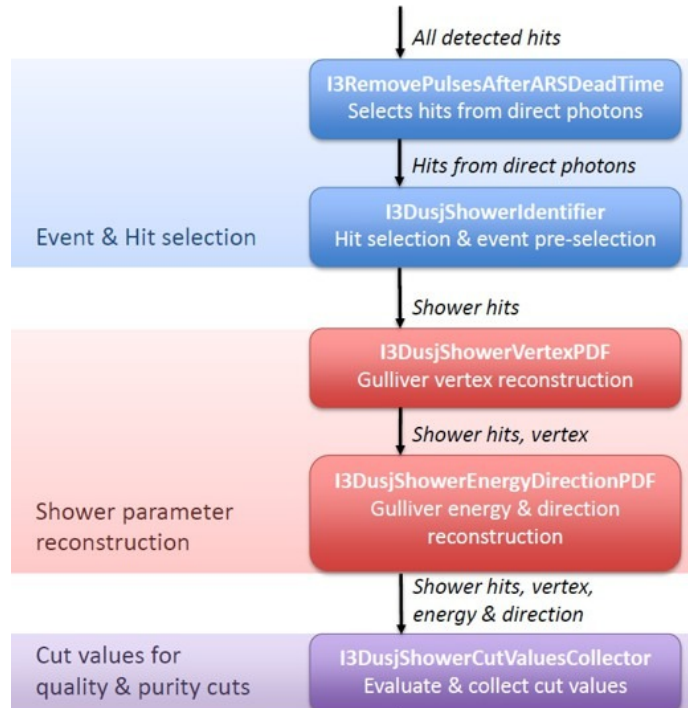 All detected hits
I3RemovePulsesAfterARSDeadTime
Selects hits from direct photons
Hits from direct photons
I3DusjShowerIdentifier
Hit selection & event pre-selection
Event & Hit selection
Shower hits
I3DusjShowerVertexPDF
Gulliver vertex reconstruction
Shower hits, vertex
I3DusjShowerEnergyDirectionPDF
Gulliver energy & direction
reconstruction
Shower parameter
reconstruction
Shower hits, vertex,
energy & direction
Cut values for
quality & purity cuts
I3DusjShowerCutValuesCollector
Evaluate & collect cut values